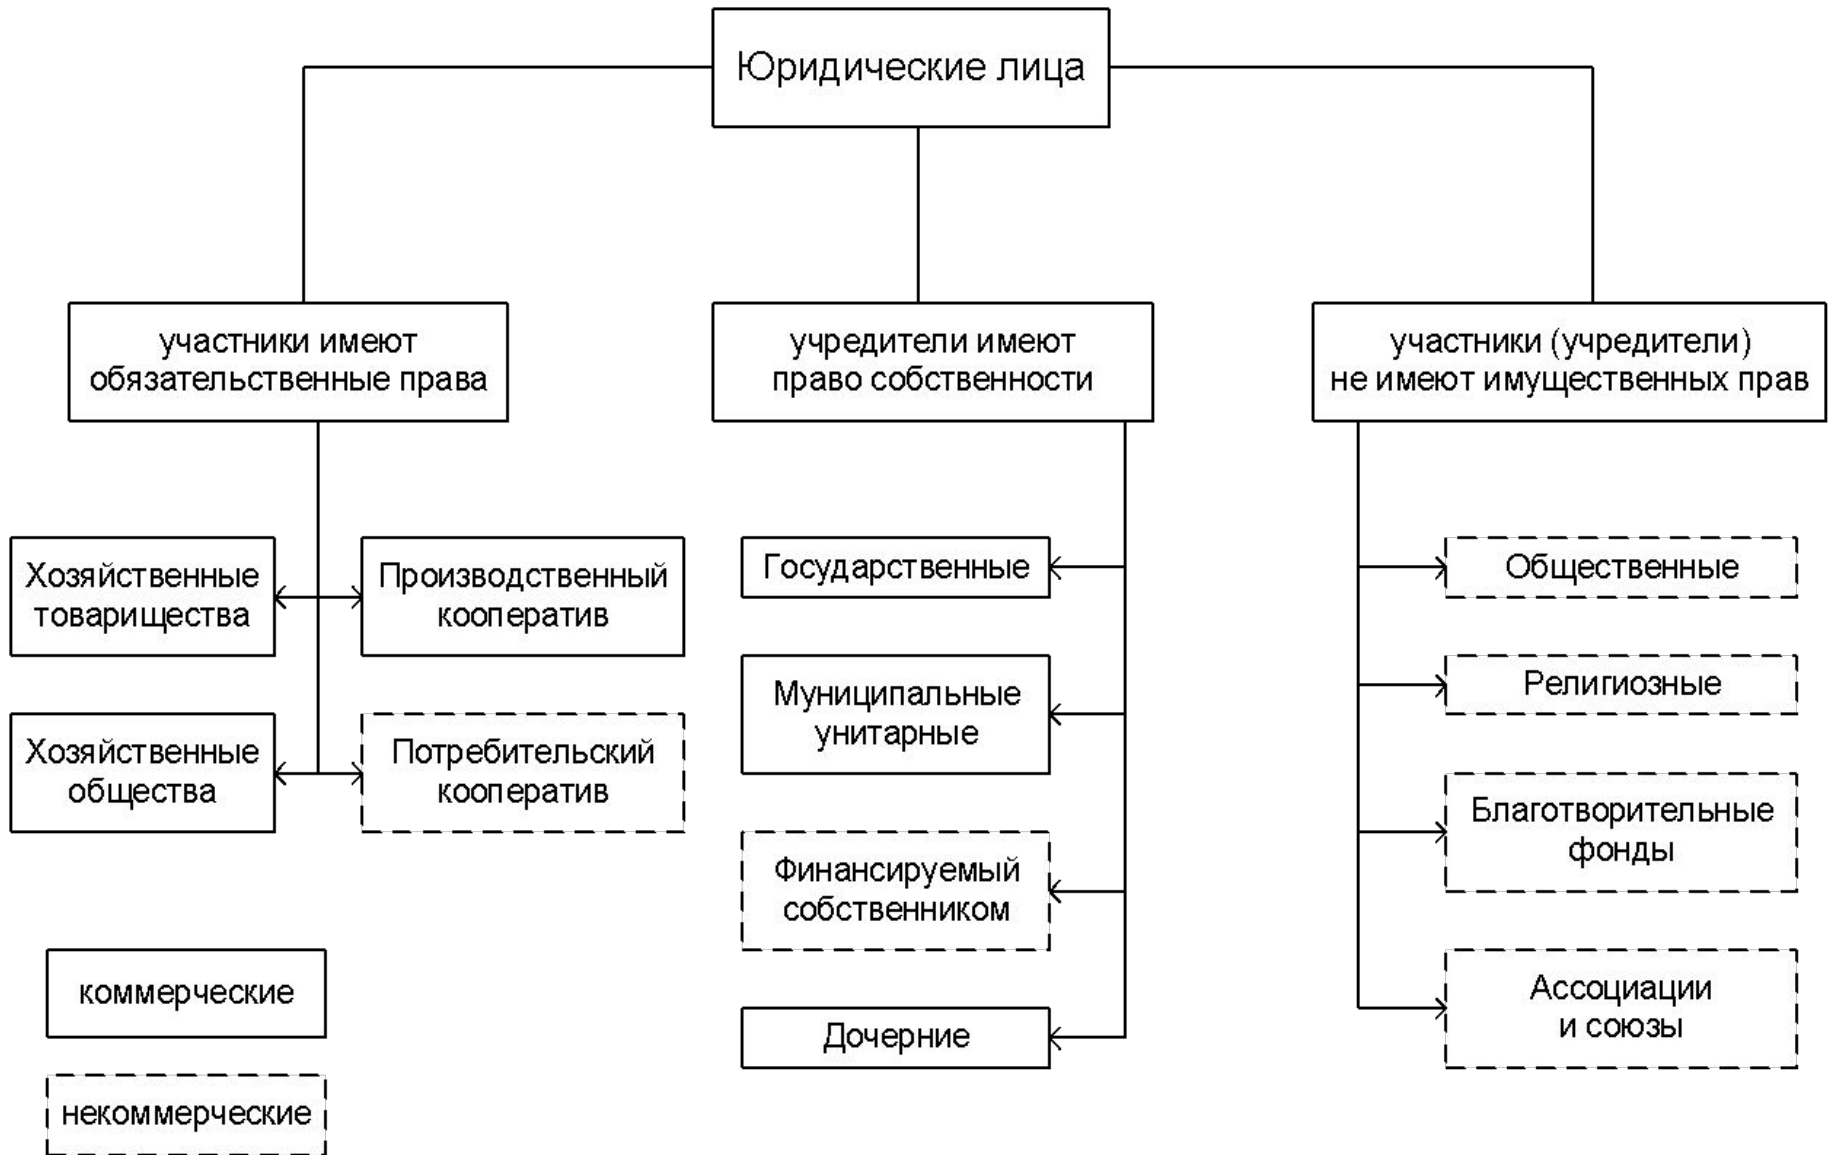 Юридические лица
участники имеют
обязательственные права
учредители имеют
право собственности
участники (учредители)
не имеют имущественных прав
Хозяйственные
товарищества
Производственный
кооператив
Хозяйственные
общества
Потребительский
кооператив
Государственные
Муниципальные
унитарные
Финансируемый
собственником
Дочерние
Общественные
Религиозные
Благотворительные
фонды
Ассоциации
и союзы
коммерческие
некоммерческие